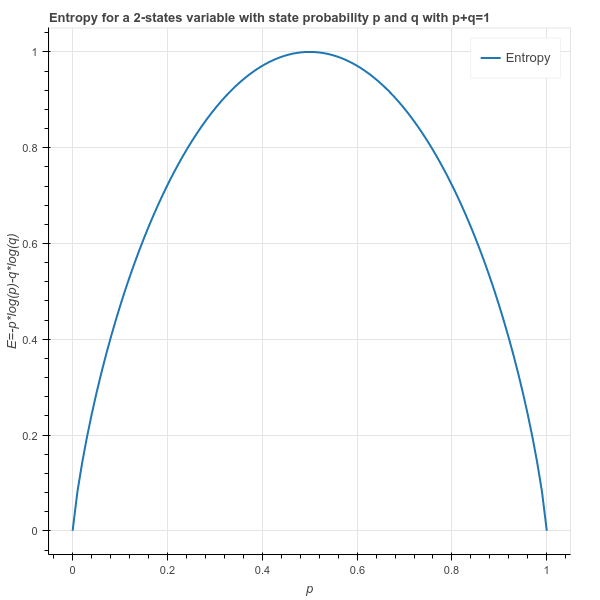 Entropy for a 2-states variable with state probability p and q with p+q=1
Entropy
1
0.8
0.6
0.4
0.2
0
E=-p*log(p)-q*log(q)
0 0.2 0.4 0.6 0.8 1
p